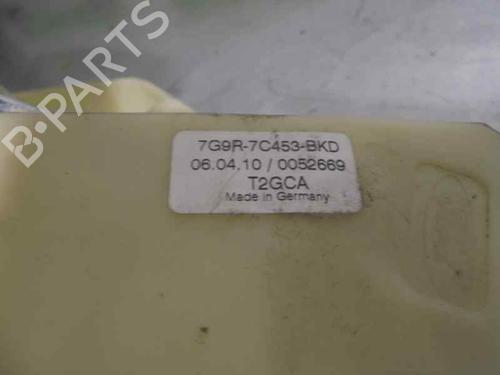 B-PARTS
7G9R-7C453-BKD
06.04.10 / 0052669
T2GCA
Made in Germany